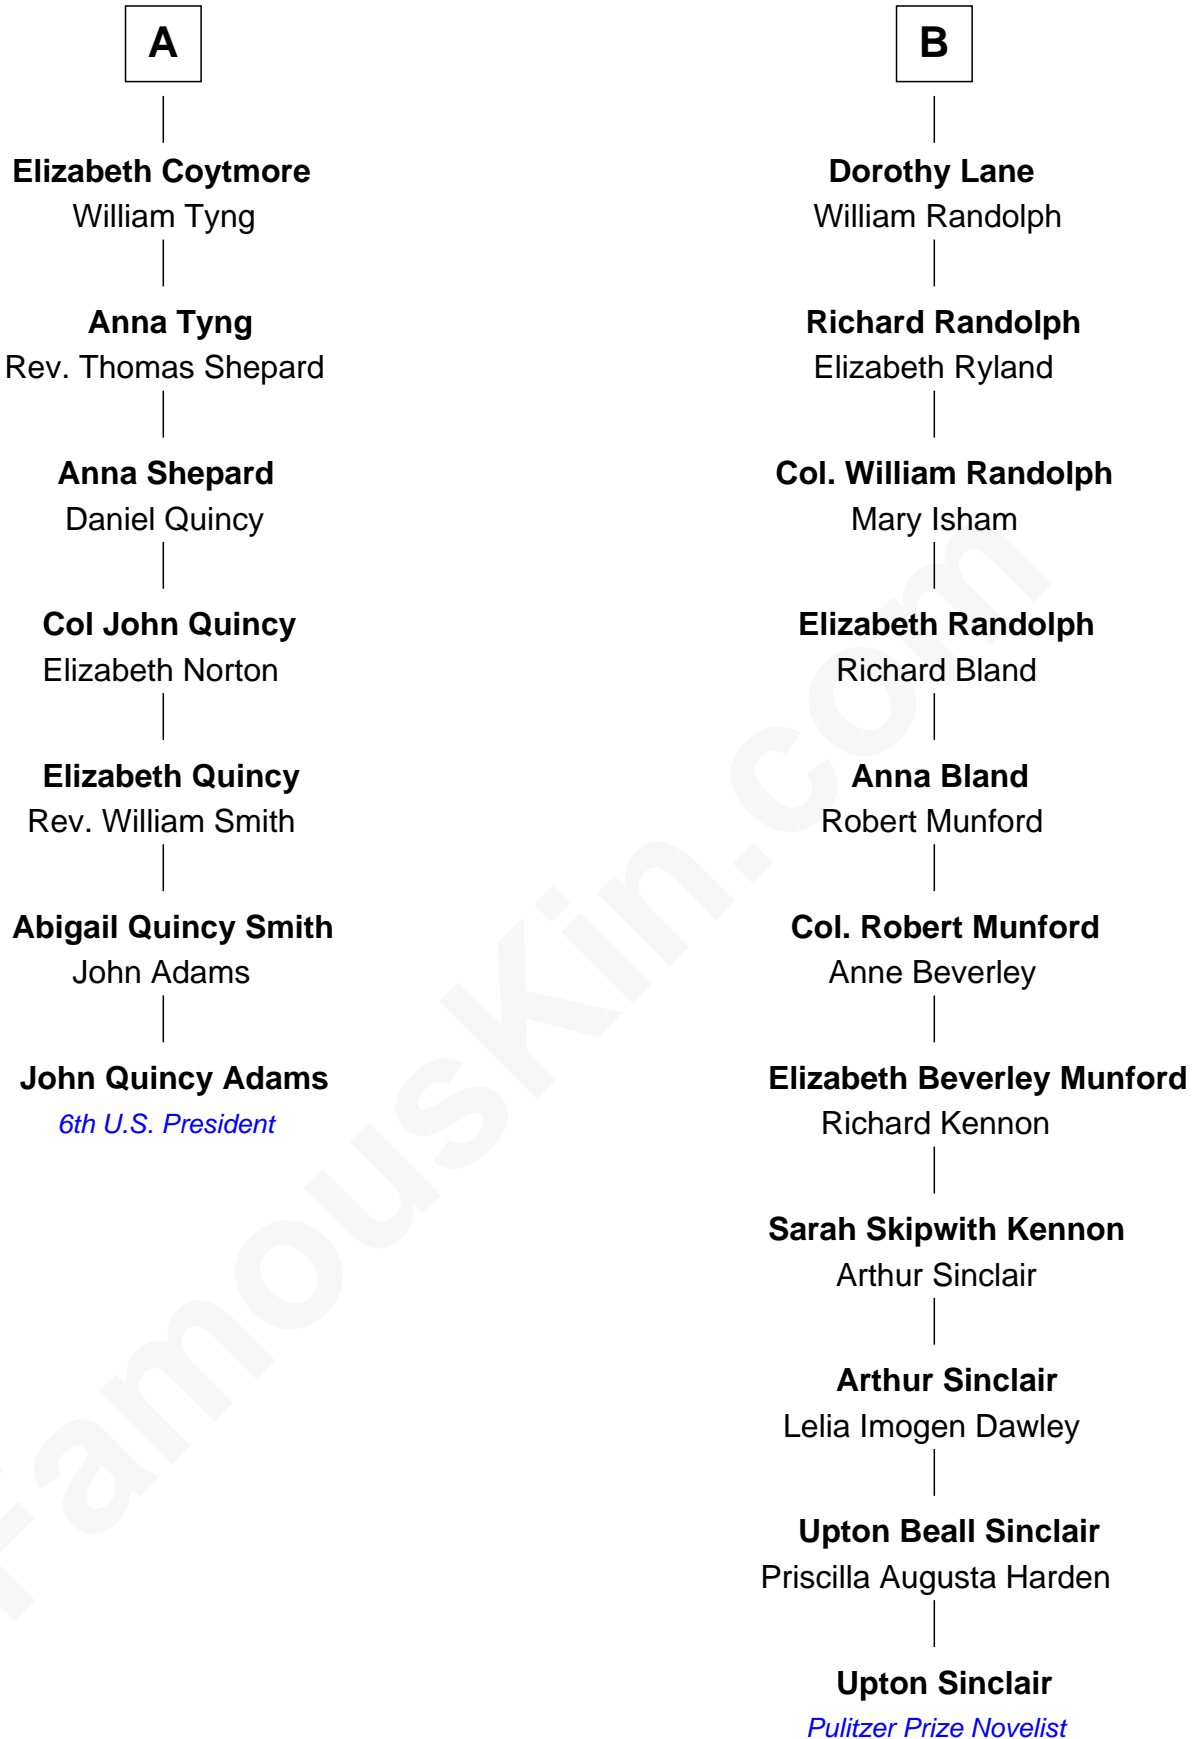 A
Elizabeth Coytmore
William Tyng
Anna Tyng
Rev. Thomas Shepard
Anna Shepard
Daniel Quincy
Col John Quincy
Elizabeth Norton
Elizabeth Quincy
Rev. William Smith
Abigail Quincy Smith
John Adams
John Quincy Adams
6th U.S. President
B
Dorothy Lane
William Randolph
Richard Randolph
Elizabeth Ryland
Col. William Randolph
Mary Isham
Elizabeth Randolph
Richard Bland
Anna Bland
Robert Munford
Col. Robert Munford
Anne Beverley
Elizabeth Beverley Munford
Richard Kennon
Sarah Skipwith Kennon
Arthur Sinclair
Arthur Sinclair
Lelia Imogen Dawley
Upton Beall Sinclair
Priscilla Augusta Harden
Upton Sinclair
Pulitzer Prize Novelist
FamousKin.com